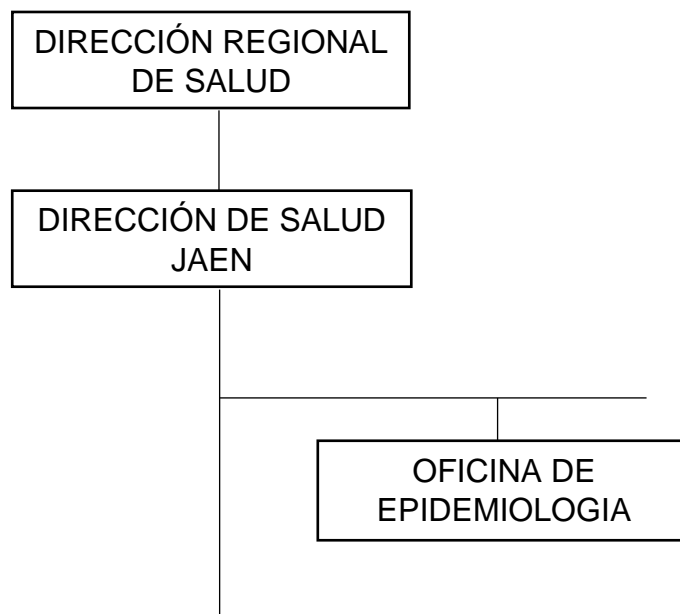 DIRECCIÓN REGIONAL
DE SALUD
DIRECCIÓN DE SALUD
JAEN
OFICINA DE
EPIDEMIOLOGIA